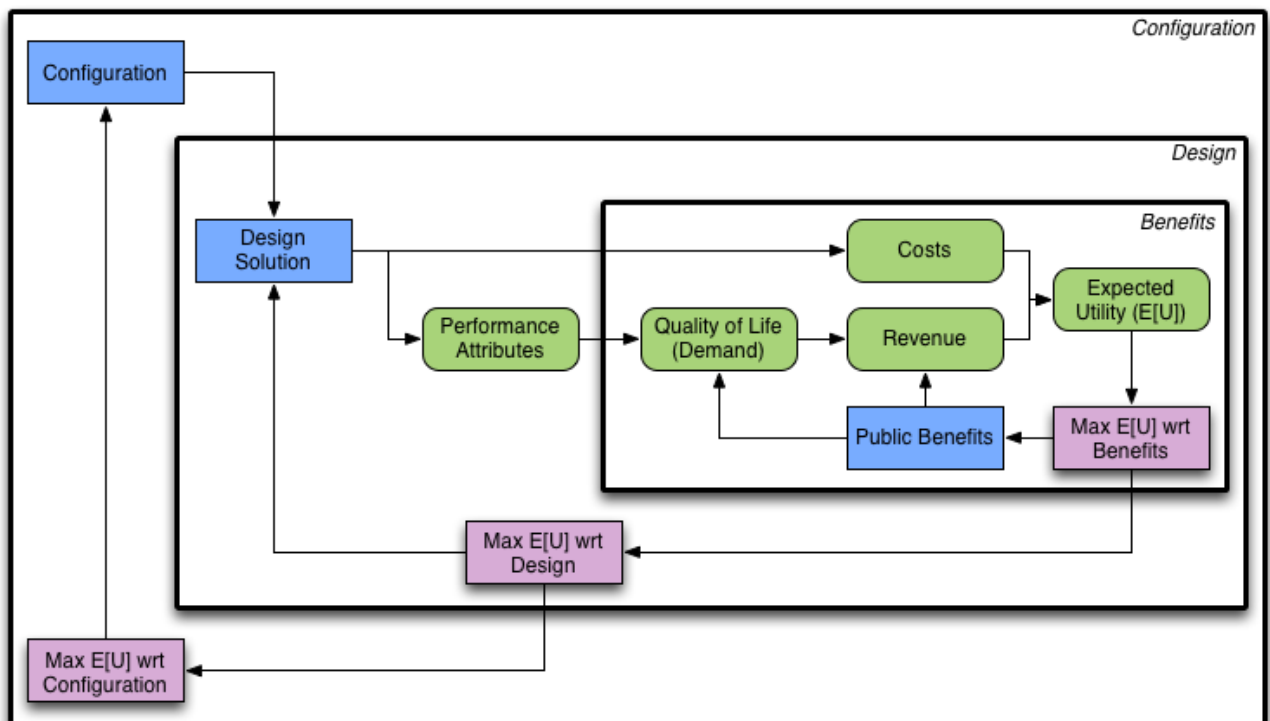 Configuration
Configuration
Design
Benefits
Design
Solution
Costs
Expected
Utility (E[U])
Performance
Attributes
Quality of Life
(Demand)
Revenue
Public Benefits
Max E[U] wrt
Benefits
Max E[U] wrt
Design
Max E[U] wrt
Configuration